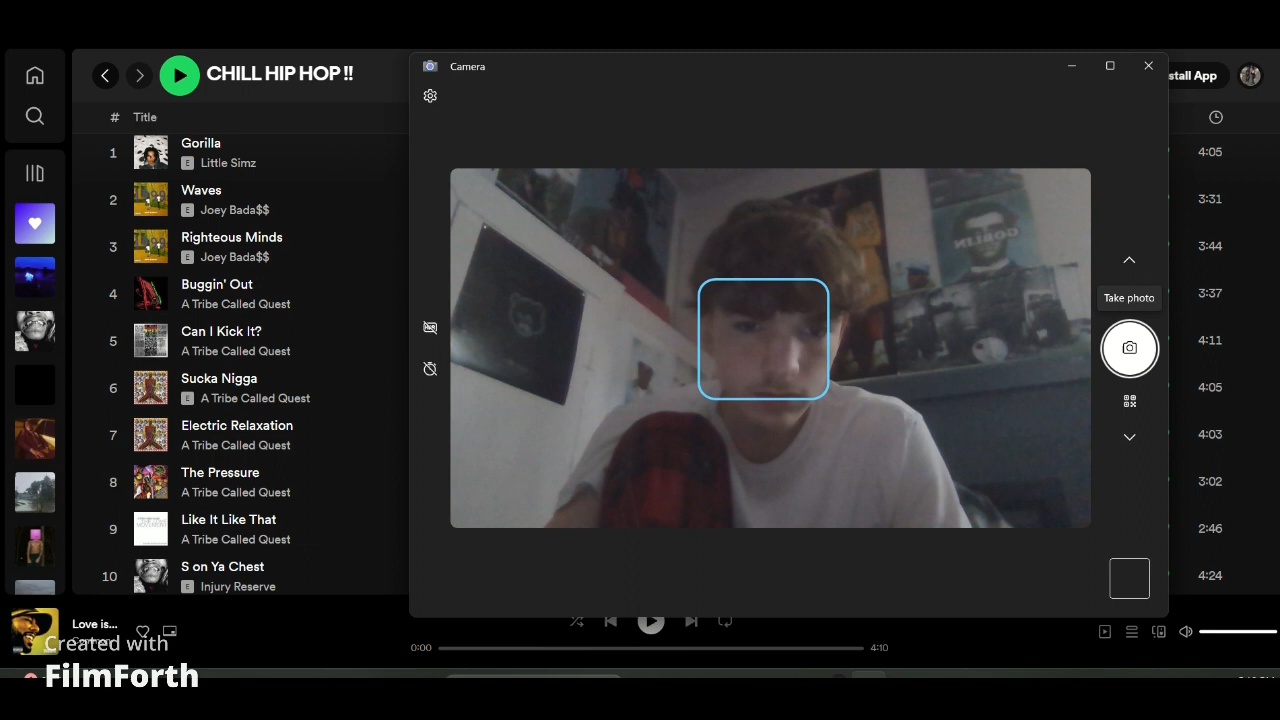 CHILL HIP HOP !!
Camera
stall App
# Title
1 Gorilla 4:05
E Little Simz
2 Waves 3:31
E Joey Bada$$
3 Righteous Minds 3:44
E Joey Bada$$
4 Buggin' Out 3:37
A Tribe Called Quest
Take photo
5 Can I Kick It? 4:11
A Tribe Called Quest
6 Sucka Nigga 4:05
E A Tribe Called Quest
7 Electric Relaxation 4:03
A Tribe Called Quest
8 The Pressure 3:02
A Tribe Called Quest
9 Like It Like That 2:46
A Tribe Called Quest
10 S on Ya Chest 4:24
E Injury Reserve
GOBLIN
Love is...
Common
0:00 4:10
Created with
FilmForth